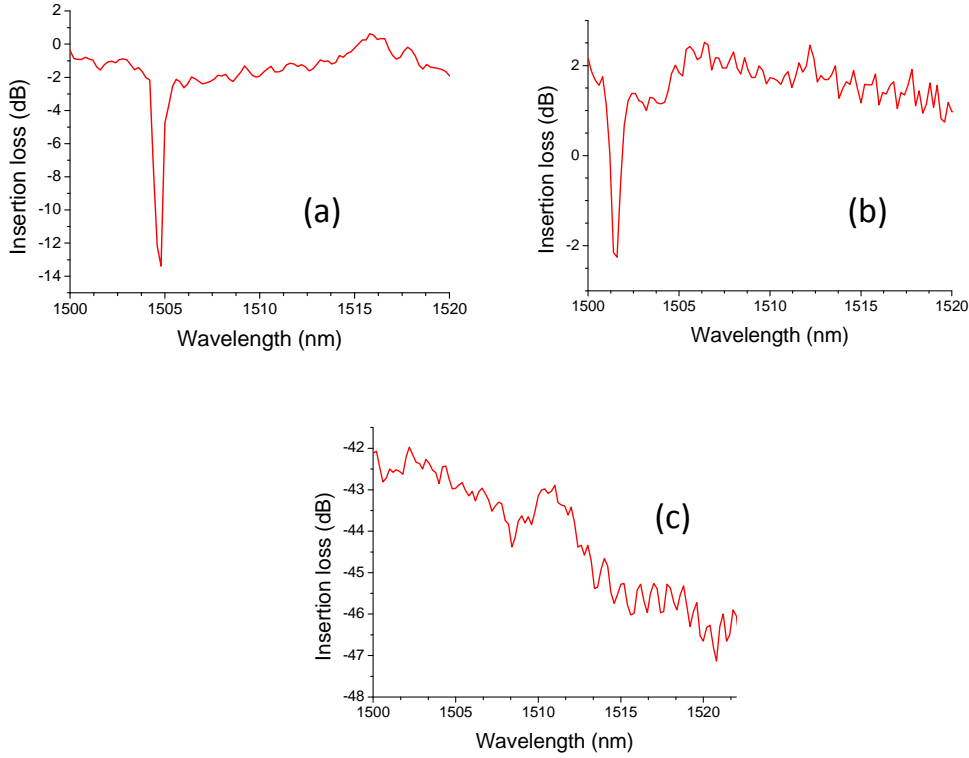 2
0
-2
-4
-6
-8
-10
-12
-14
Insertion loss (dB)
(a)
1500 1505 1510 1515 1520
Wavelength (nm)
2
0
-2
Insertion loss (dB)
(b)
1500 1505 1510 1515 1520
Wavelength (nm)
-42
-43
-44
-45
-46
-47
-48
Insertion loss (dB)
(c)
1500 1505 1510 1515 1520
Wavelength (nm)